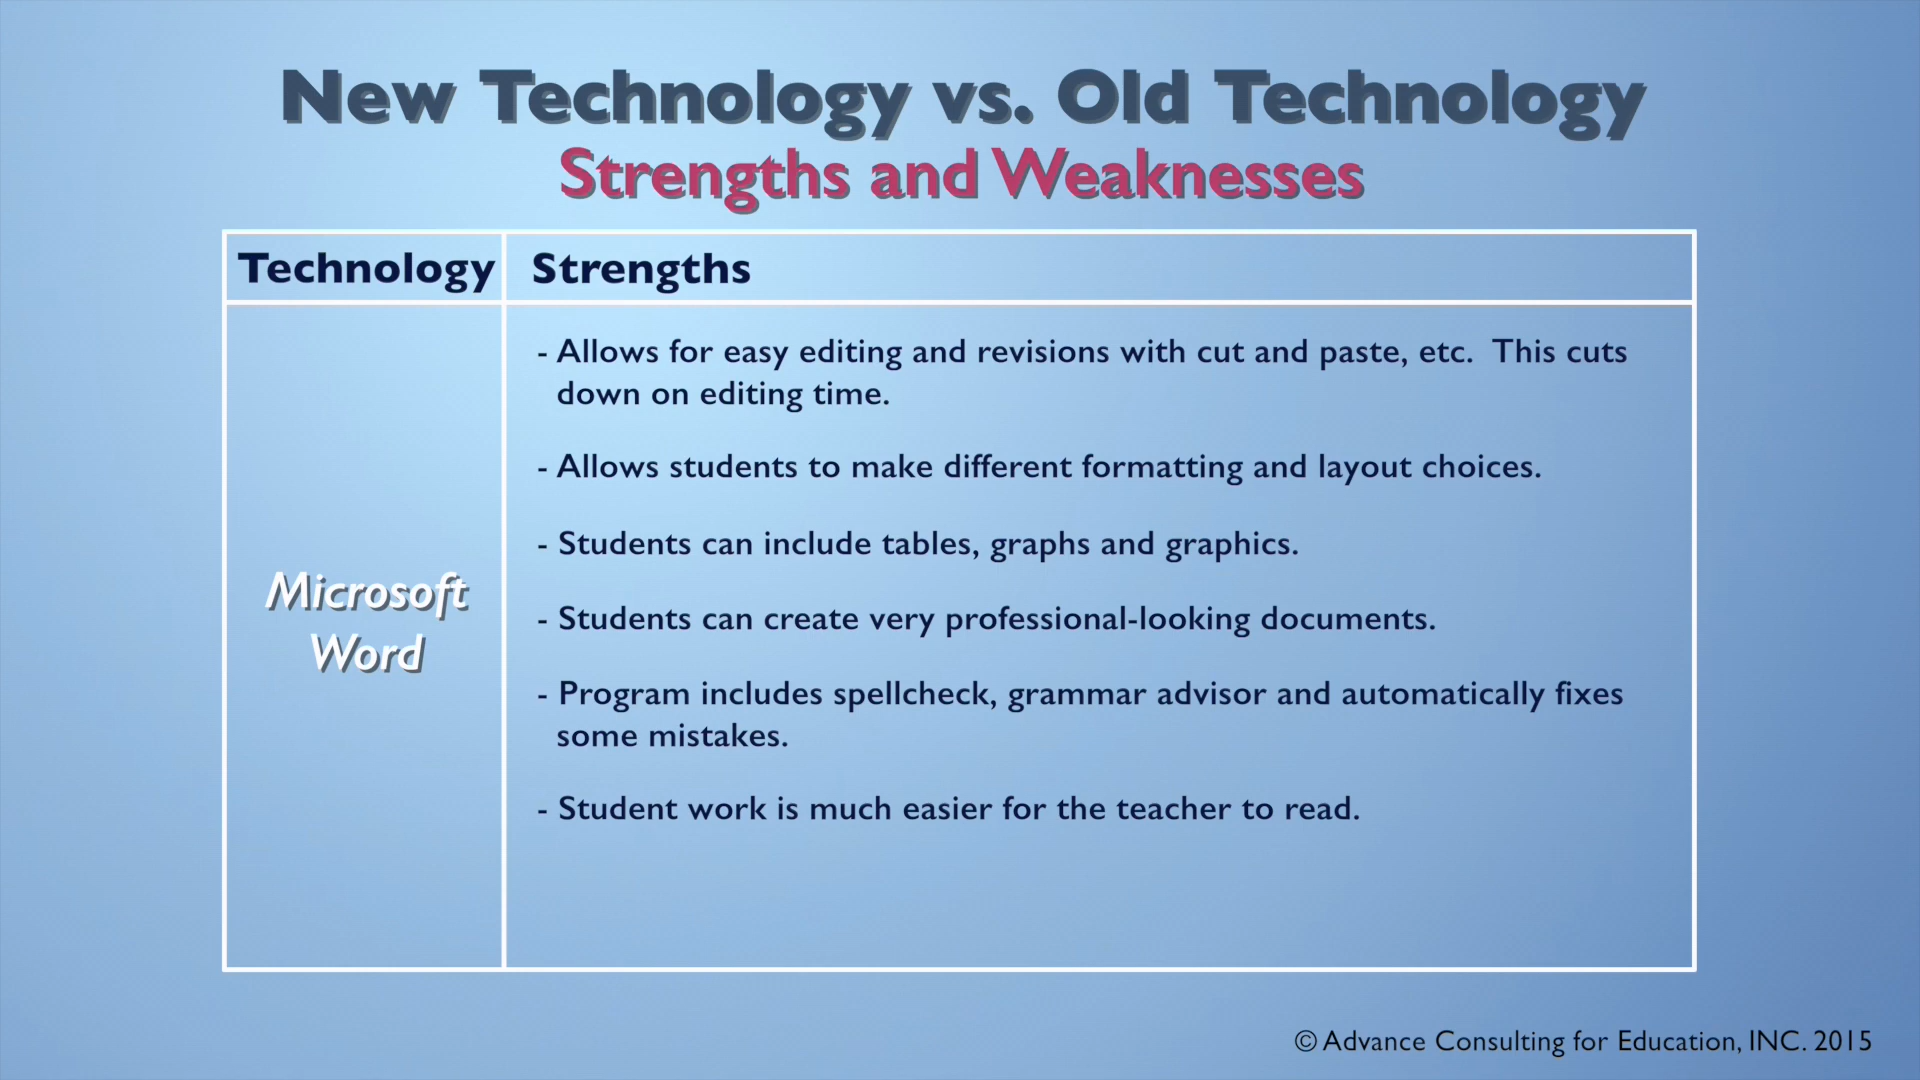 New Technology vs. Old Technology
Strengths and Weaknesses
Technology
Strengths
Microsoft
Word
- Allows for easy editing and revisions with cut and paste, etc.  This cuts
down on editing time.
- Allows students to make different formatting and layout choices.
- Students can include tables, graphs and graphics.
- Students can create very professional-looking documents.
- Program includes spellcheck, grammar advisor and automatically fixes
some mistakes.
- Student work is much easier for the teacher to read.
© Advance Consulting for Education, INC. 2015